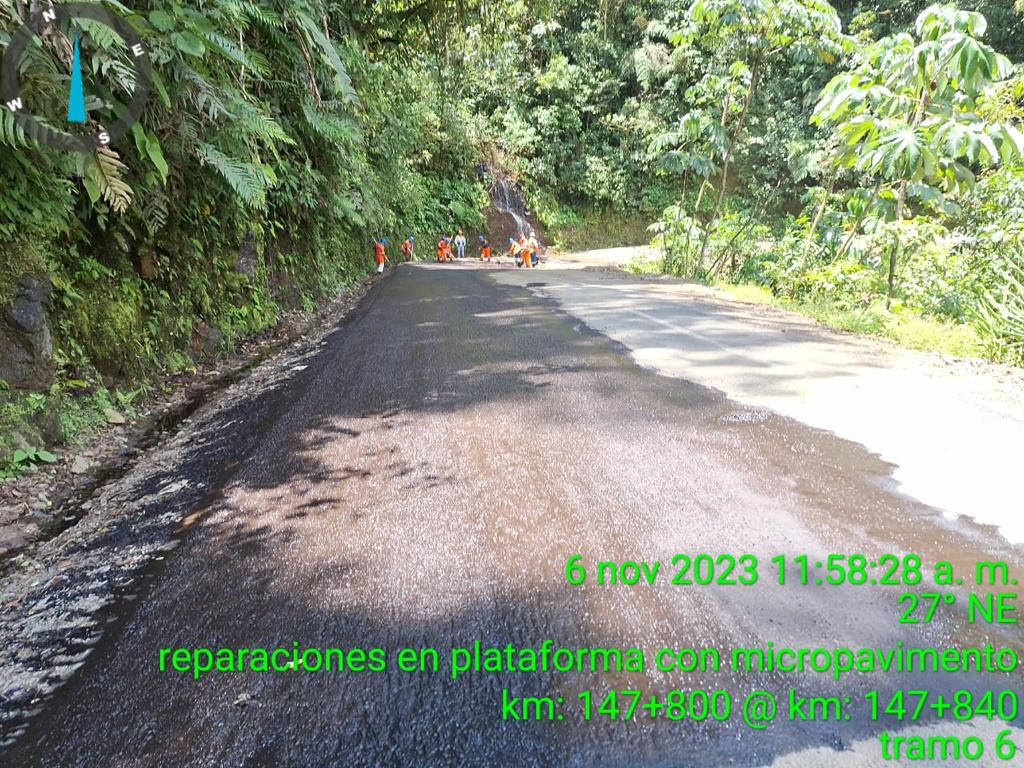 N
E
W
S
6 nov 2023 11:58:28 a. m.
27° NE
reparaciones en plataforma con micropavimento
km: 147+800 @ km: 147+840
tramo 6